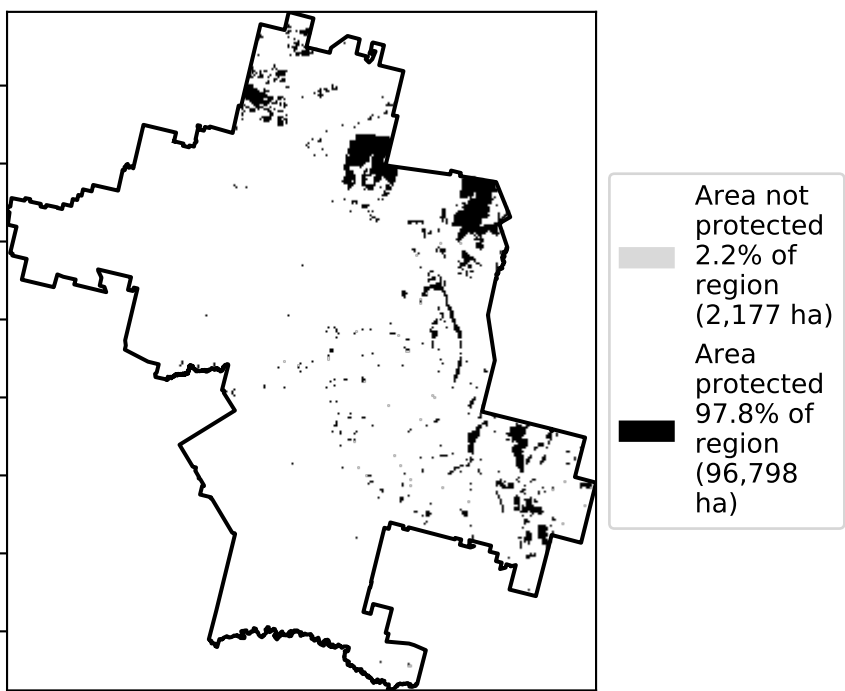 Area not
protected
2.2% of
region
(2,177 ha)
Area
protected
97.8% of
region
(96,798
ha)